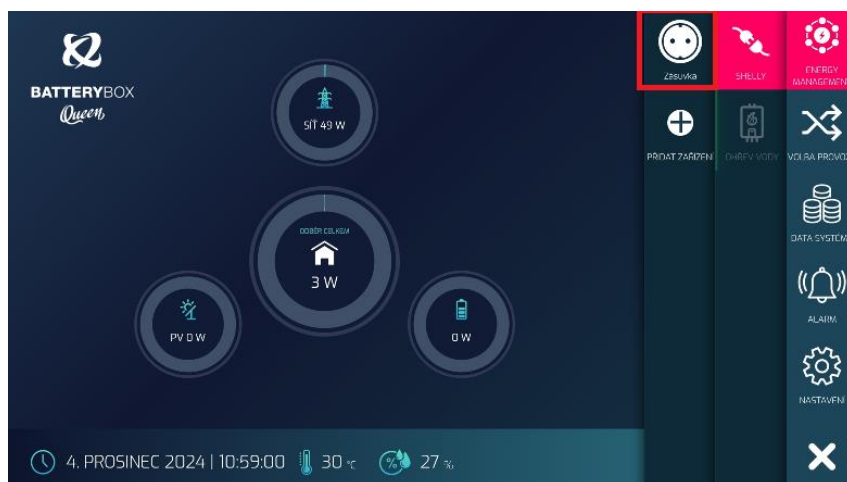 BATTERYBOX
Queen
SÍŤ 49 W
ODBĚR CELKEM
3 W
PV 0 W
0 W
4. PROSINEC 2024 | 10:59:00
30 °C
27 %
Zásuvka
SHELLY
ENERGY
MANAGEMEN
PŘIDAT ZAŘÍZENÍ
OHŘEV VODY
VOLBA PROVOZ
DATA SYSTÉM
ALARM
NASTAVENÍ